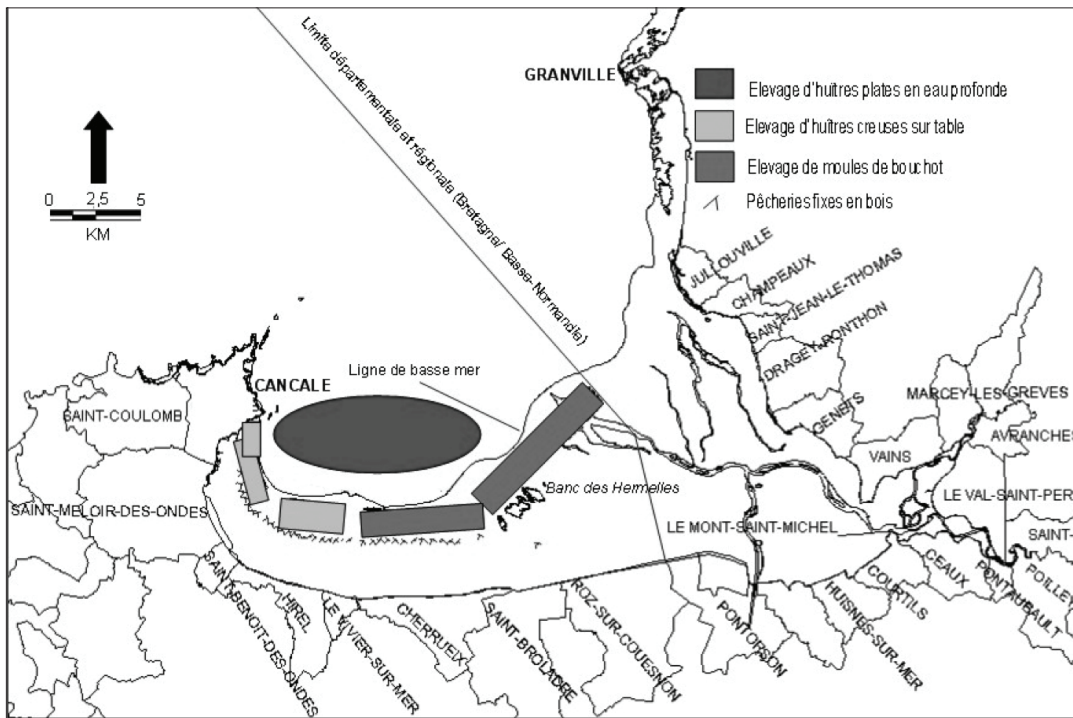 Limite départementale et régionale (Bretagne/ Basse-Normandie)
GRANVILLE
Elevage d'huîtres plates en eau profonde
Elevage d'huîtres creuses sur table
Elevage de moules de bouchot
Pêcheries fixes en bois
0 2,5 5
KM
JULLOUVILLE
CHAMPEAUX
SAINT-JEAN-LE-THOMAS
DRAGEY-RONTHON
GENETS
Ligne de basse mer
CANCALE
SAINT-COULOMB
MARCEY-LES-GREVES
AVRANCHES
VAINS
Banc des Hermelles
LE VAL-SAINT-PER
SAINT-MELOIR-DES-ONDES
LE MONT-SAINT-MICHEL
SAINT-
SAINT-BENOIT-DES-ONDES
HIREL
LE VIVIER-SUR-MER
CHERRUEIX
SAINT-BROLADRE
ROZ-SUR-COUESNON
PONTORSON
HUISNES-SUR-MER
COURTILS
CEAUX
PONTAUBAULT
POILLEY